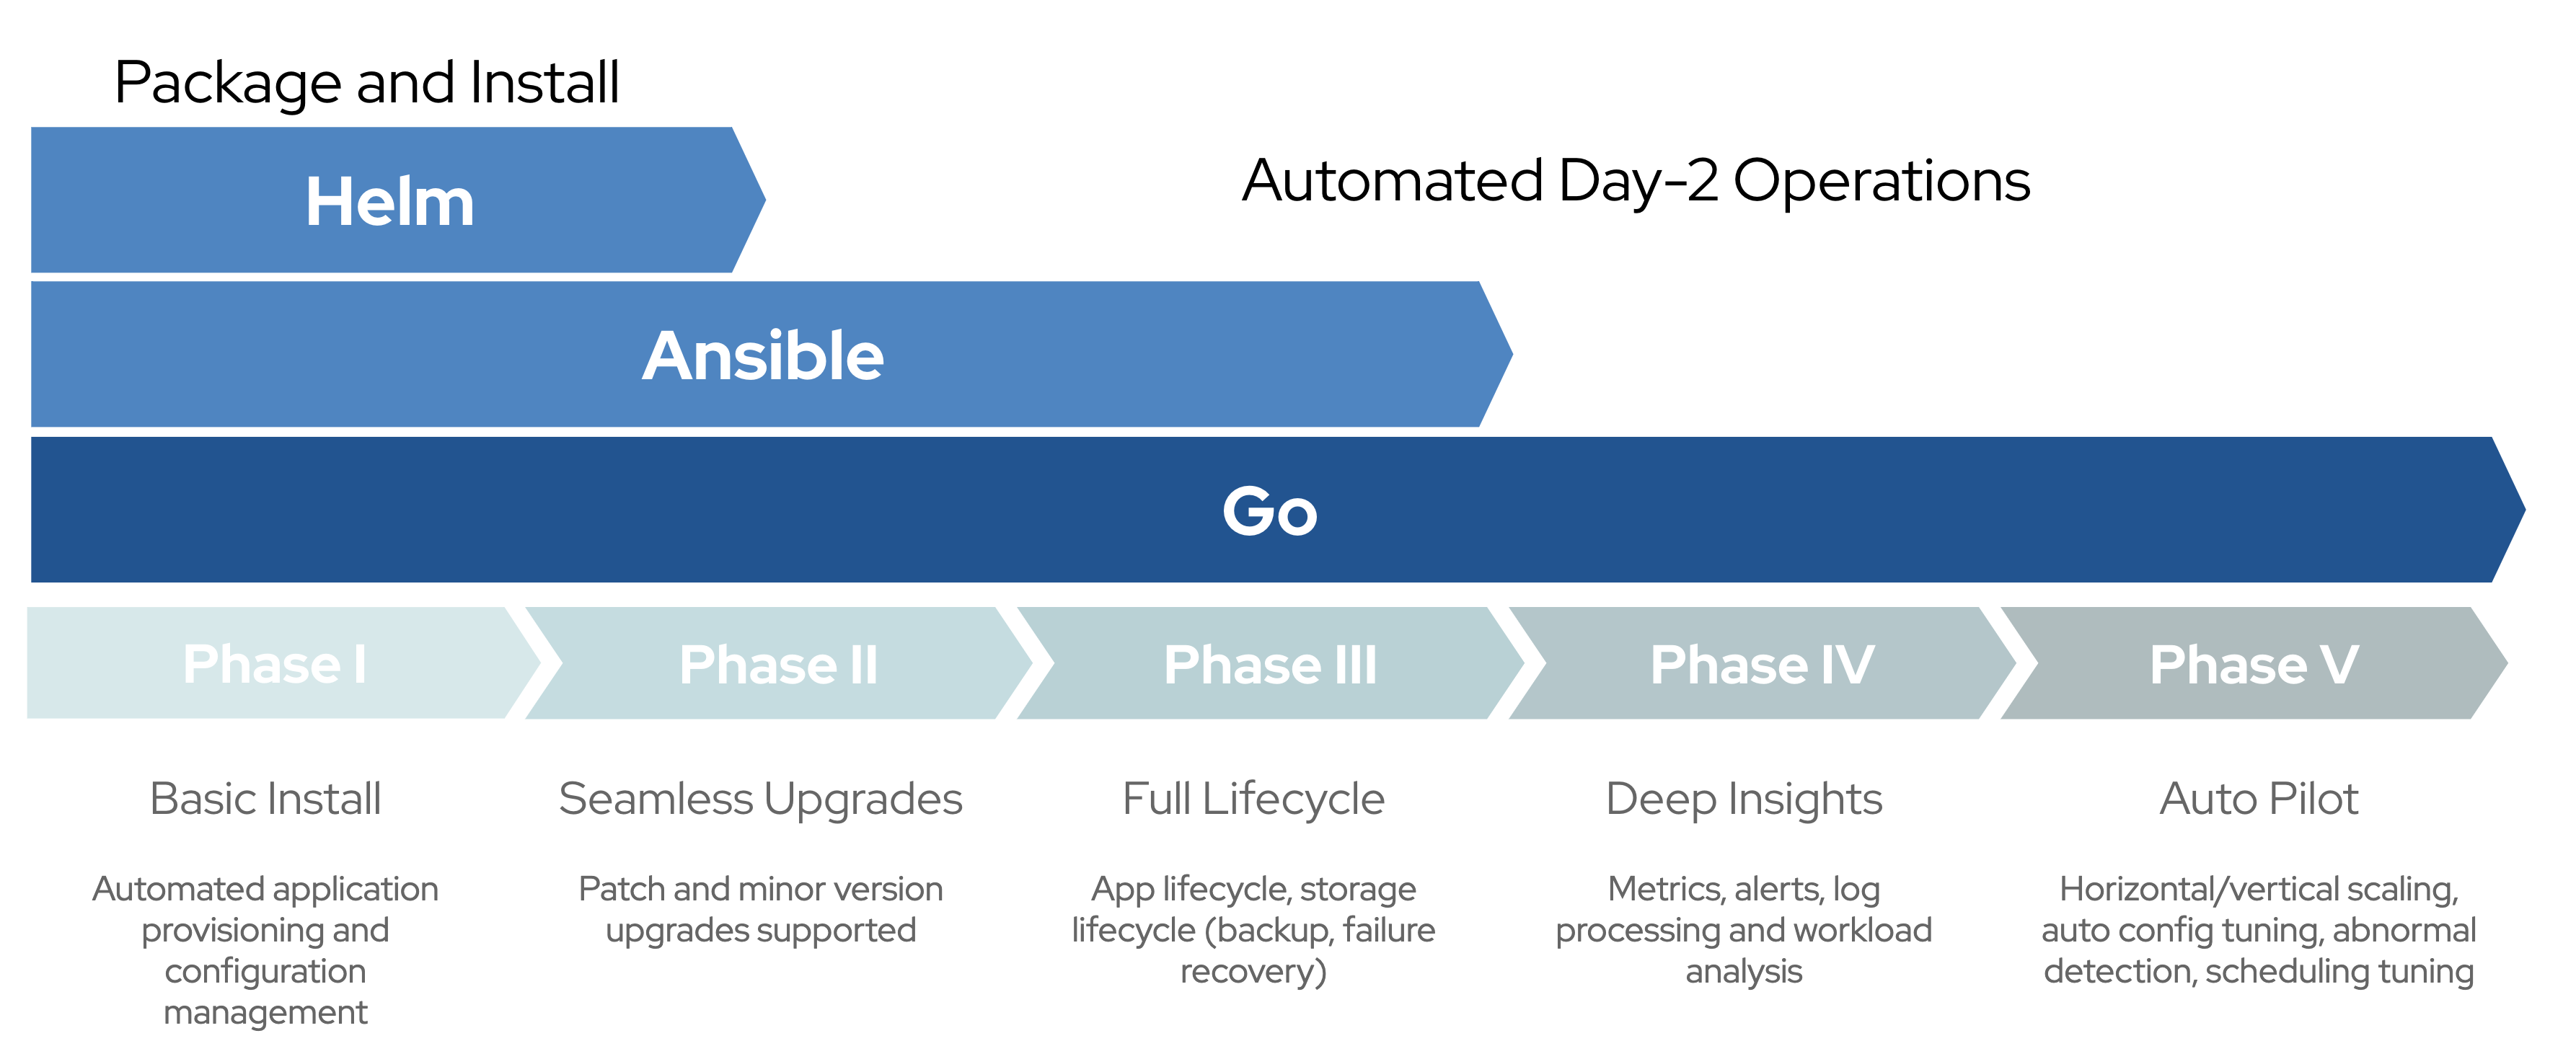 Package and Install
Helm
Automated Day-2 Operations
Ansible
Go
Phase I
Phase II
Phase III
Phase IV
Phase V
Basic Install
Automated application
provisioning and
configuration
management
Seamless Upgrades
Patch and minor version
upgrades supported
Full Lifecycle
App lifecycle, storage
lifecycle (backup, failure
recovery)
Deep Insights
Metrics, alerts, log
processing and workload
analysis
Auto Pilot
Horizontal/vertical scaling,
auto config tuning, abnormal
detection, scheduling tuning